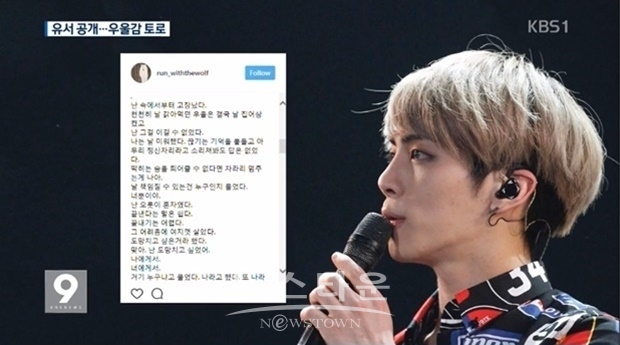 유서 공개…우울감 토로
KBS1
run_withthewolf
Follow
난 속에서부터 고장났다.
천천히 날 갉아먹던 우울은 결국 날 집어삼
켰고
난 그걸 이길 수 없었다.
나는 날 미워했다. 끊기는 기억을 붙들고 아
무리 정신차리라고 소리쳐봐도 답은 없었
다.
막히는 숨을 틔어줄 수 없다면 차라리 멈추
는게 나아.
날 책임질 수 있는건 누구인지 물었다.
너뿐이야.
난 오롯이 혼자였다.
끝낸다는 말은 쉽다.
끝내기는 어렵다.
그 어려움에 여지껏 살았다.
도망치고 싶은거라 했다.
맞아. 난 도망치고 싶었어.
나에게서.
너에게서.
거기 누구냐고 물었다. 나라고 했다. 또 나라
9
스타운
NEWSTOWN